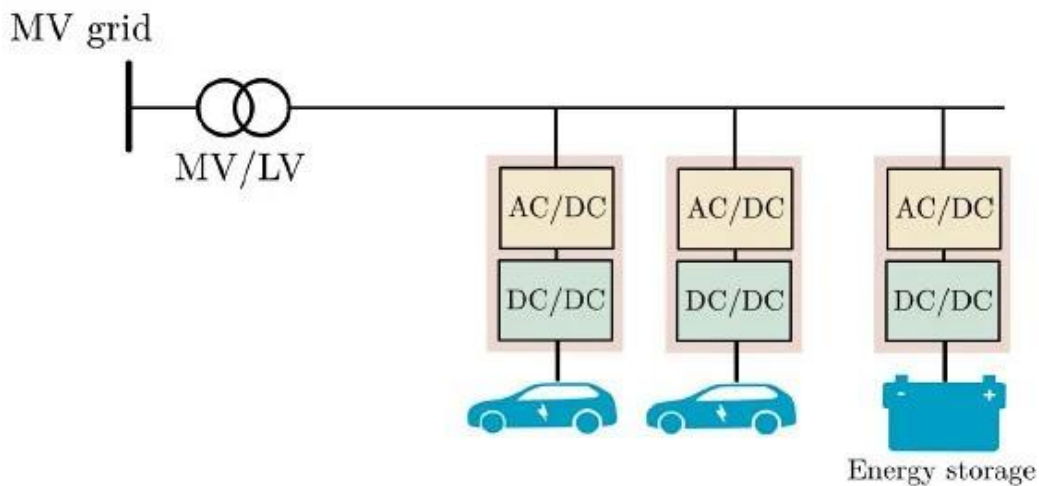 MV grid
MV/LV
AC/DC
AC/DC
AC/DC
DC/DC
DC/DC
DC/DC
- +
Energy storage